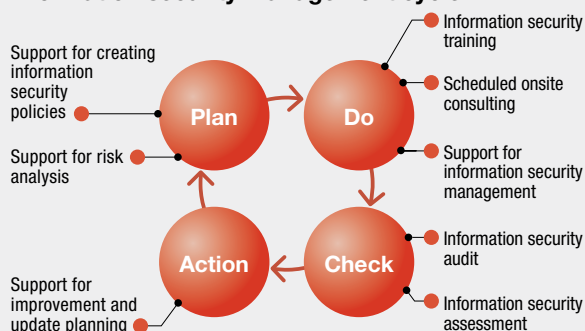 Support for creating
information
security
policies
Support for risk
analysis
Plan
Do
Information security
training
Scheduled onsite
consulting
Support for
information security
management
Action
Check
Information security
audit
Information security
assessment
Support for
improvement and
update planning